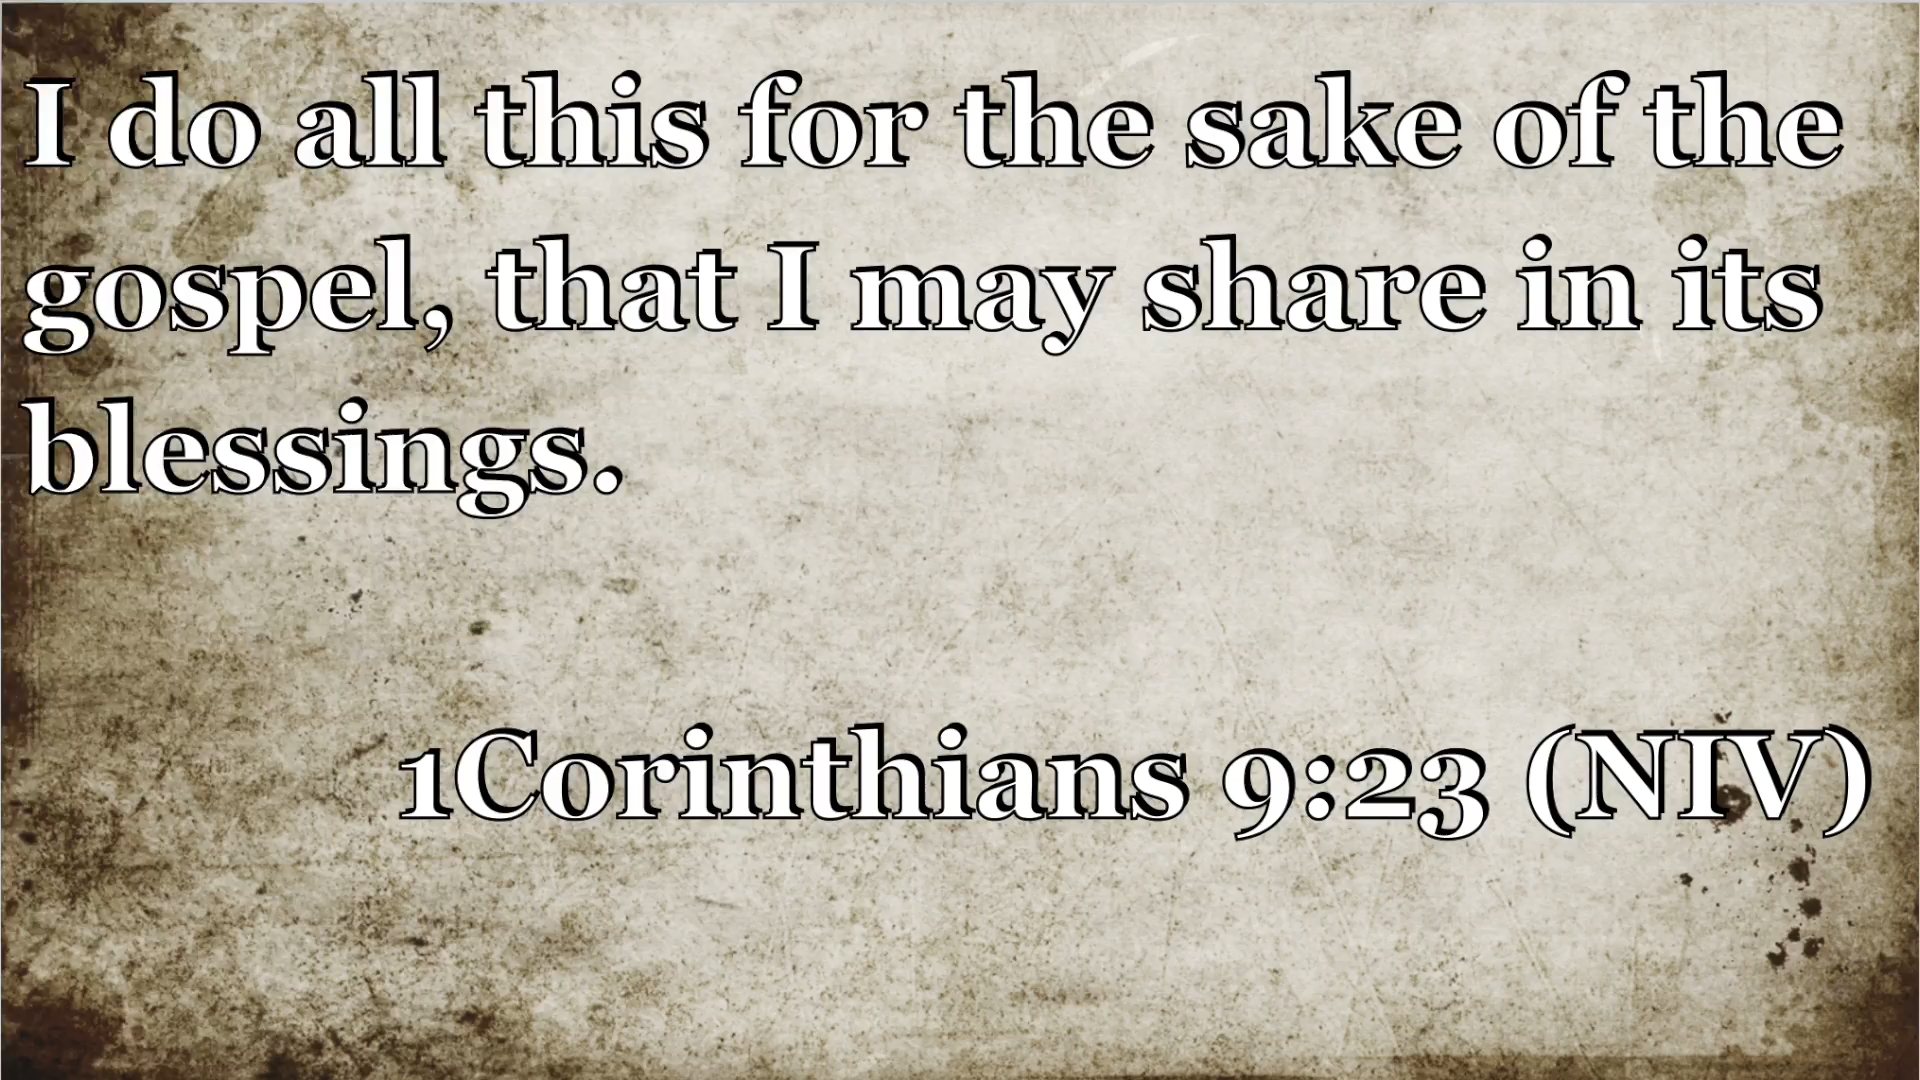 I do all this for the sake of the
gospel, that I may share in its
blessings.
1Corinthians 9:23 (NIV)